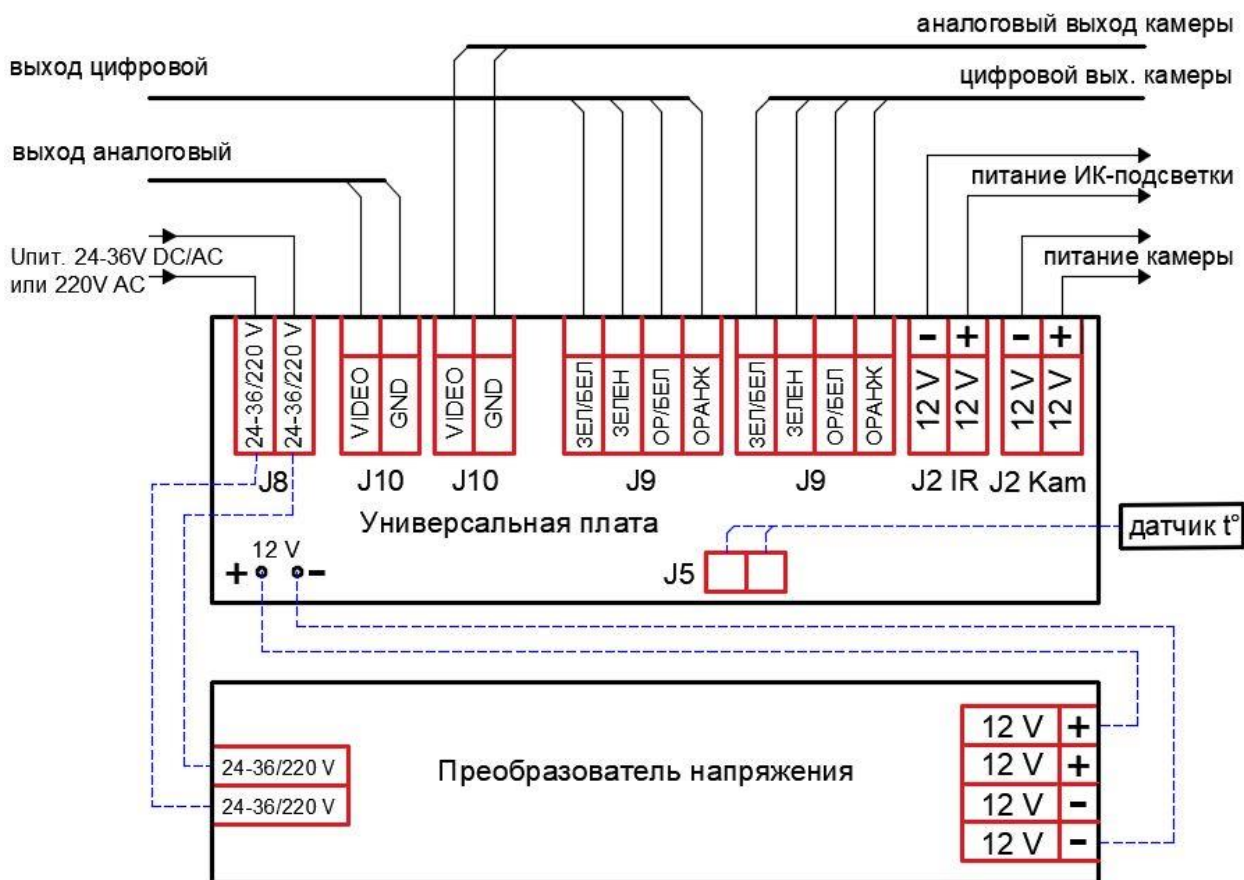 аналоговый выход камеры
выход цифровой
цифровой вых. камеры
выход аналоговый
питание ИК-подсветки
Uпит. 24-36V DC/AC
или 220V AC
питание камеры
24-36/220 V
24-36/220 V
VIDEO
GND
VIDEO
GND
ЗЕЛ/БЕЛ
ЗЕЛЕН
ОР/БЕЛ
ОРАНЖ
ЗЕЛ/БЕЛ
ЗЕЛЕН
ОР/БЕЛ
ОРАНЖ
12 V -
12 V +
12 V -
12 V +
J8
J10
J10
J9
J9
J2 IR
J2 Kam
Универсальная плата
датчик t°
12 V
+ -
J5
12 V +
12 V +
12 V -
12 V -
24-36/220 V
24-36/220 V
Преобразователь напряжения